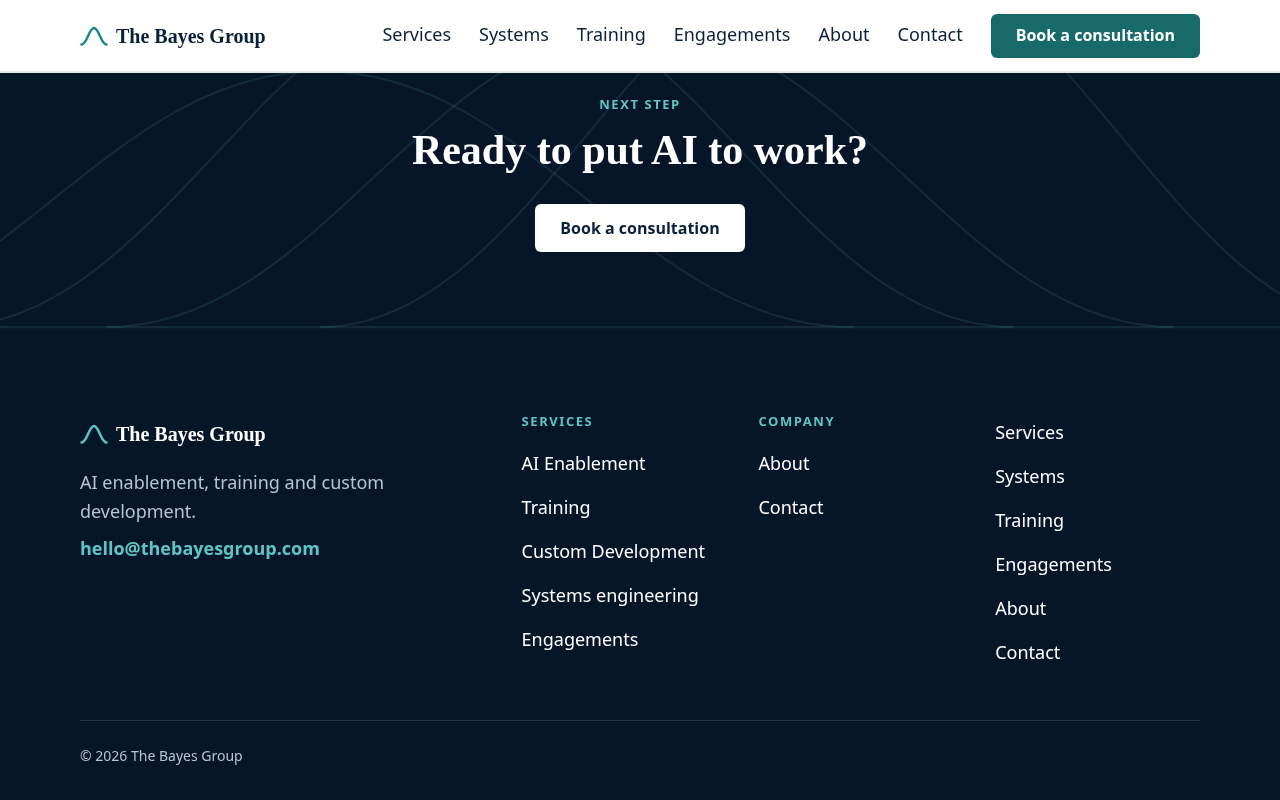 The Bayes Group
Services Systems Training Engagements About Contact Book a consultation
NEXT STEP
Ready to put AI to work?
Book a consultation
The Bayes Group
AI enablement, training and custom
development.
hello@thebayesgroup.com
SERVICES
AI Enablement
Training
Custom Development
Systems engineering
Engagements
COMPANY
About
Contact
Services
Systems
Training
Engagements
About
Contact
© 2026 The Bayes Group